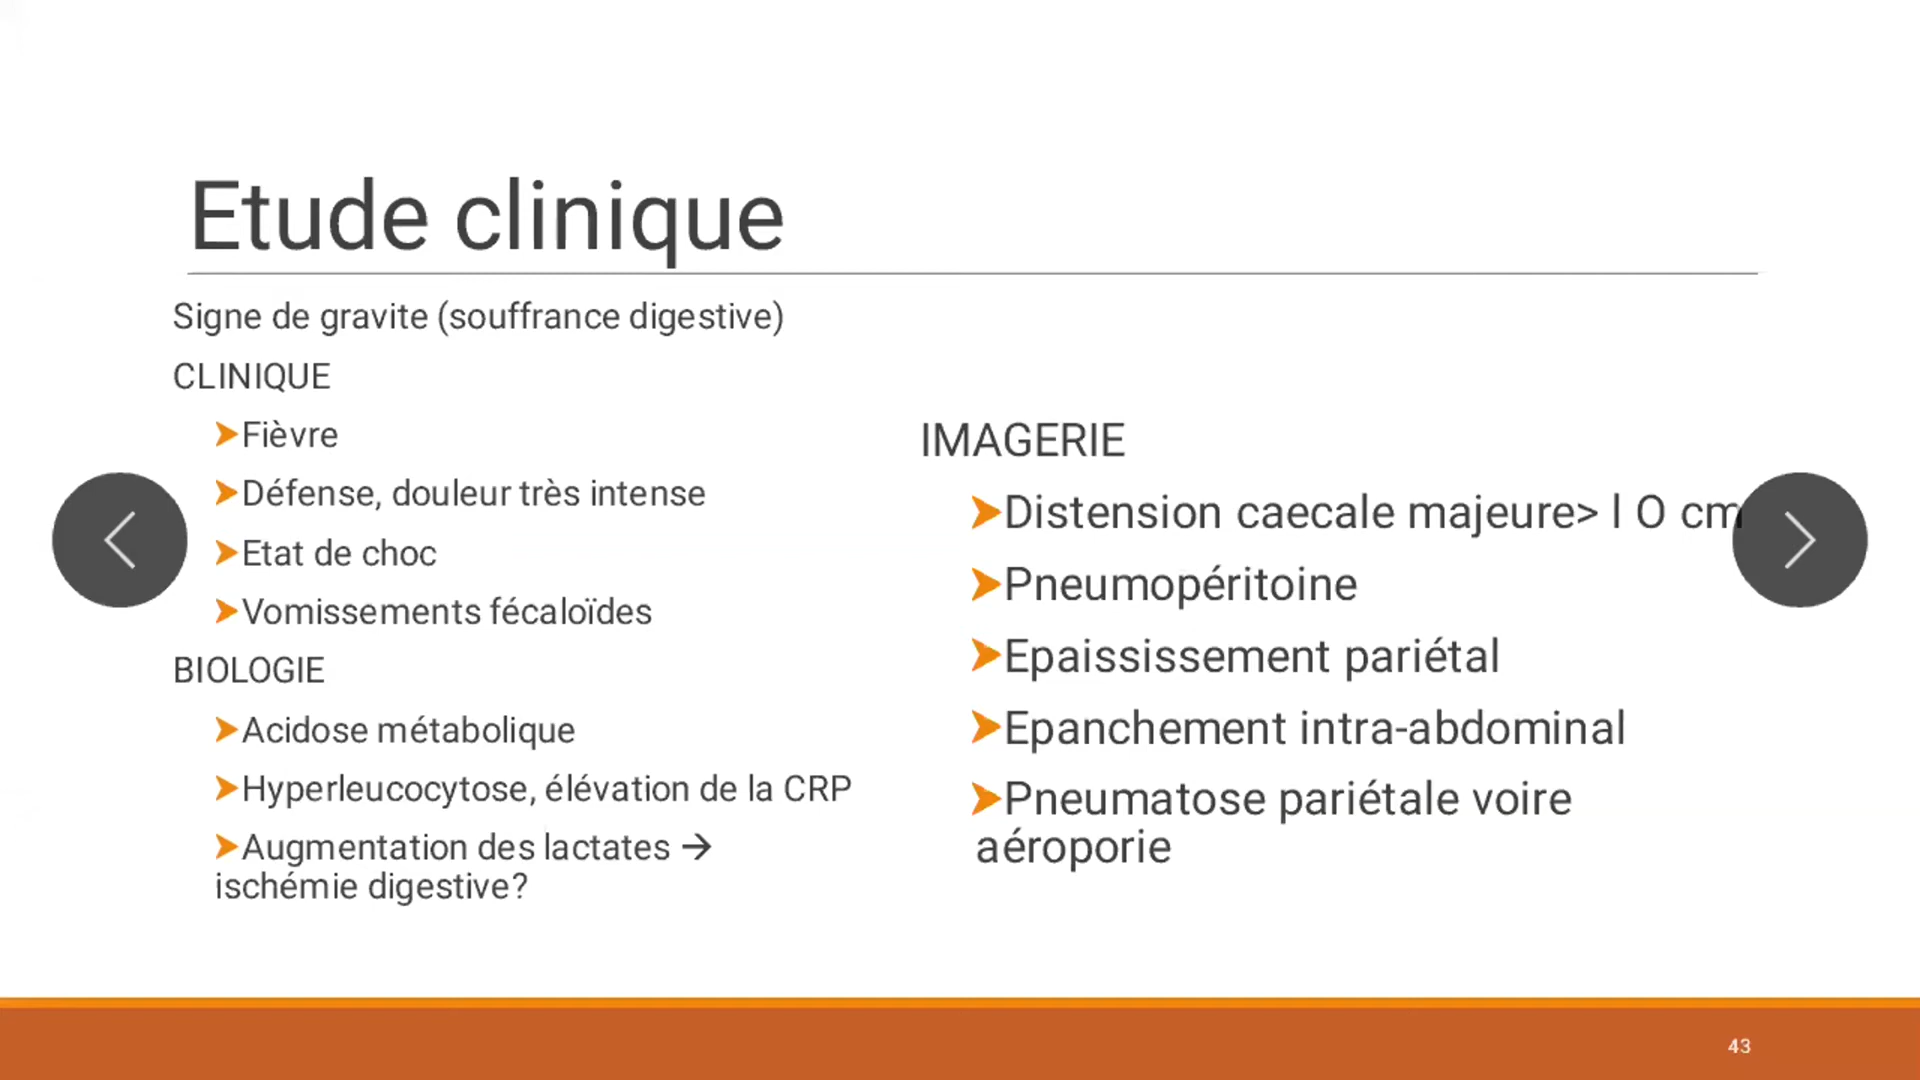 Etude clinique
Signe de gravite (souffrance digestive)
CLINIQUE
Fièvre
Défense, douleur très intense
Etat de choc
Vomissements fécaloïdes
BIOLOGIE
Acidose métabolique
Hyperleucocytose, élévation de la CRP
Augmentation des lactates →
ischémie digestive?
IMAGERIE
Distension caecale majeure> l O cm
Pneumopéritoine
Epaississement pariétal
Epanchement intra-abdominal
Pneumatose pariétale voire
aéroporie
43